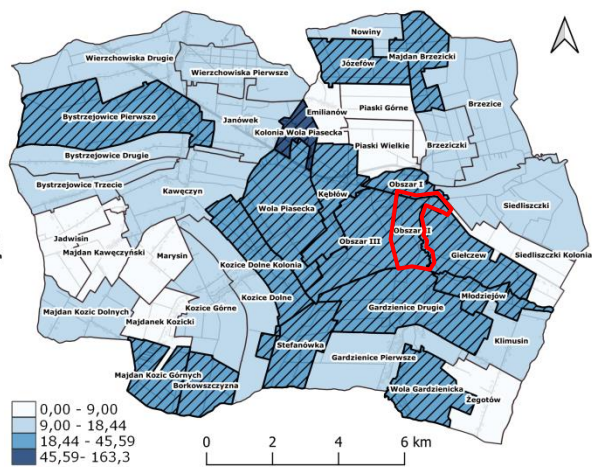 Nowiny
Wierzchowiska Drugie
Józefów
Majdan Brzezicki
Wierzchowiska Pierwsze
Bystrzejowice Pierwsze
Janówek
Emilianów
Piaski Górne
Brzezice
Kolonia Wola Piasecka
Piaski Wielkie
Brzeziczki
Bystrzejowice Drugie
Bystrzejowice Trzecie
Kawęczyn
Kębłów
Obszar I
Wola Piasecka
Siedliszczki
Obszar II
Jadwisin
Obszar III
Majdan Kawęczyński
Marysin
Giełczew
Siedliszczki Kolonia
Kozice Dolne Kolonia
Kozice Dolne
Młodziejów
Majdan Kozic Dolnych
Kozice Górne
Gardzienice Drugie
Majdanek Kozicki
Klimusin
Stefanówka
Gardzienice Pierwsze
Majdan Kozic Górnych
Borkowszczyzna
Wola Gardzienicka
Żegotów
0,00 - 9,00
9,00 - 18,44
18,44 - 45,59
45,59- 163,3
0 2 4 6 km